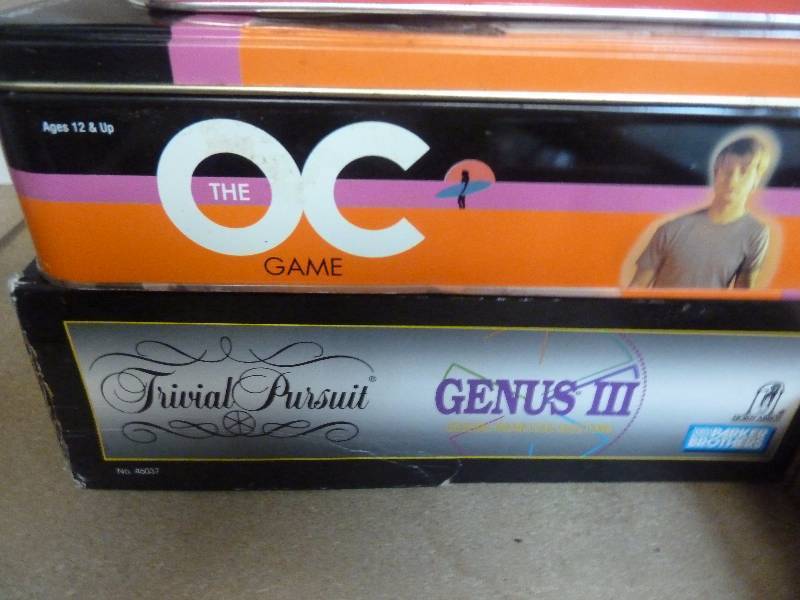 Ages 12 & Up
THE OC
GAME
Trivial Pursuit®
GENUS III
No. 46037
PARKER
BROTHERS